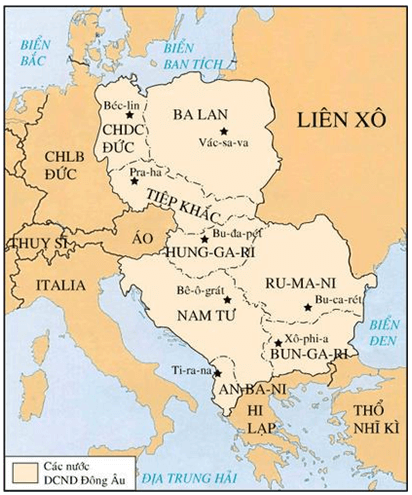 BIỂN
BẮC
BIỂN
BAN TÍCH
Béc-lin
CHDC
ĐỨC
BA LAN
Vác-sa-va
LIÊN XÔ
CHLB
ĐỨC
Pra-ha
TIỆP KHẮC
THUỴ SĨ
ÁO
Bu-đa-pét
HUNG-GA-RI
ITALIA
Bê-ô-grát
NAM TƯ
RU-MA-NI
Bu-ca-rét
BIỂN
ĐEN
Xô-phi-a
BUN-GA-RI
Ti-ra-na
AN-BA-NI
HI
LẠP
THỔ
NHĨ KÌ
Các nước
DCND Đông Âu
ĐỊA TRUNG HẢI